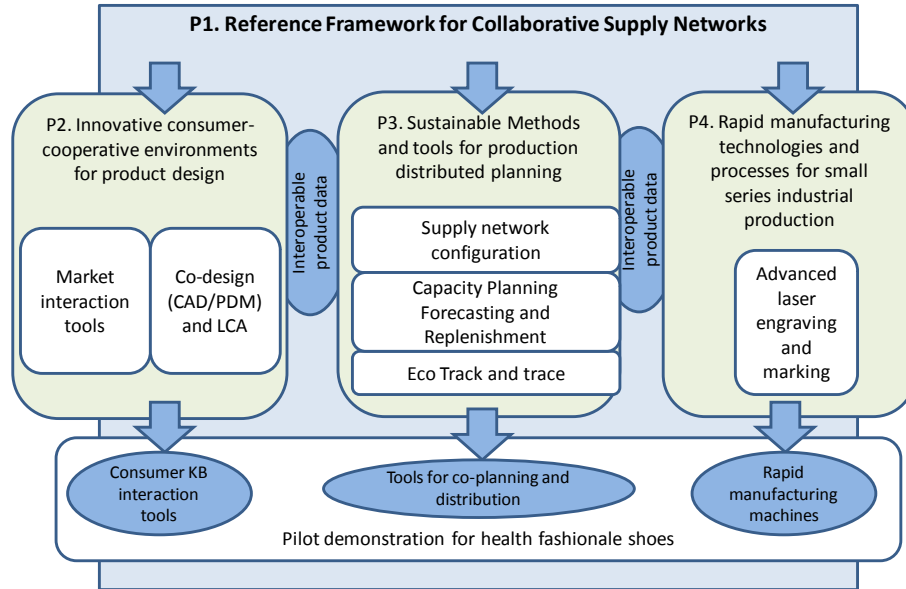 P1. Reference Framework for Collaborative Supply Networks
P2. Innovative consumer-
cooperative environments
for product design
Market
interaction
tools
Co-design
(CAD/PDM)
and LCA
Interoperable
product data
P3. Sustainable Methods
and tools for production
distributed planning
Supply network
configuration
Capacity Planning
Forecasting and
Replenishment
Eco Track and trace
Interoperable
product data
P4. Rapid manufacturing
technologies and
processes for small
series industrial
production
Advanced
laser
engraving
and
marking
Consumer KB
interaction
tools
Tools for co-planning and
distribution
Rapid
manufacturing
machines
Pilot demonstration for health fashionale shoes